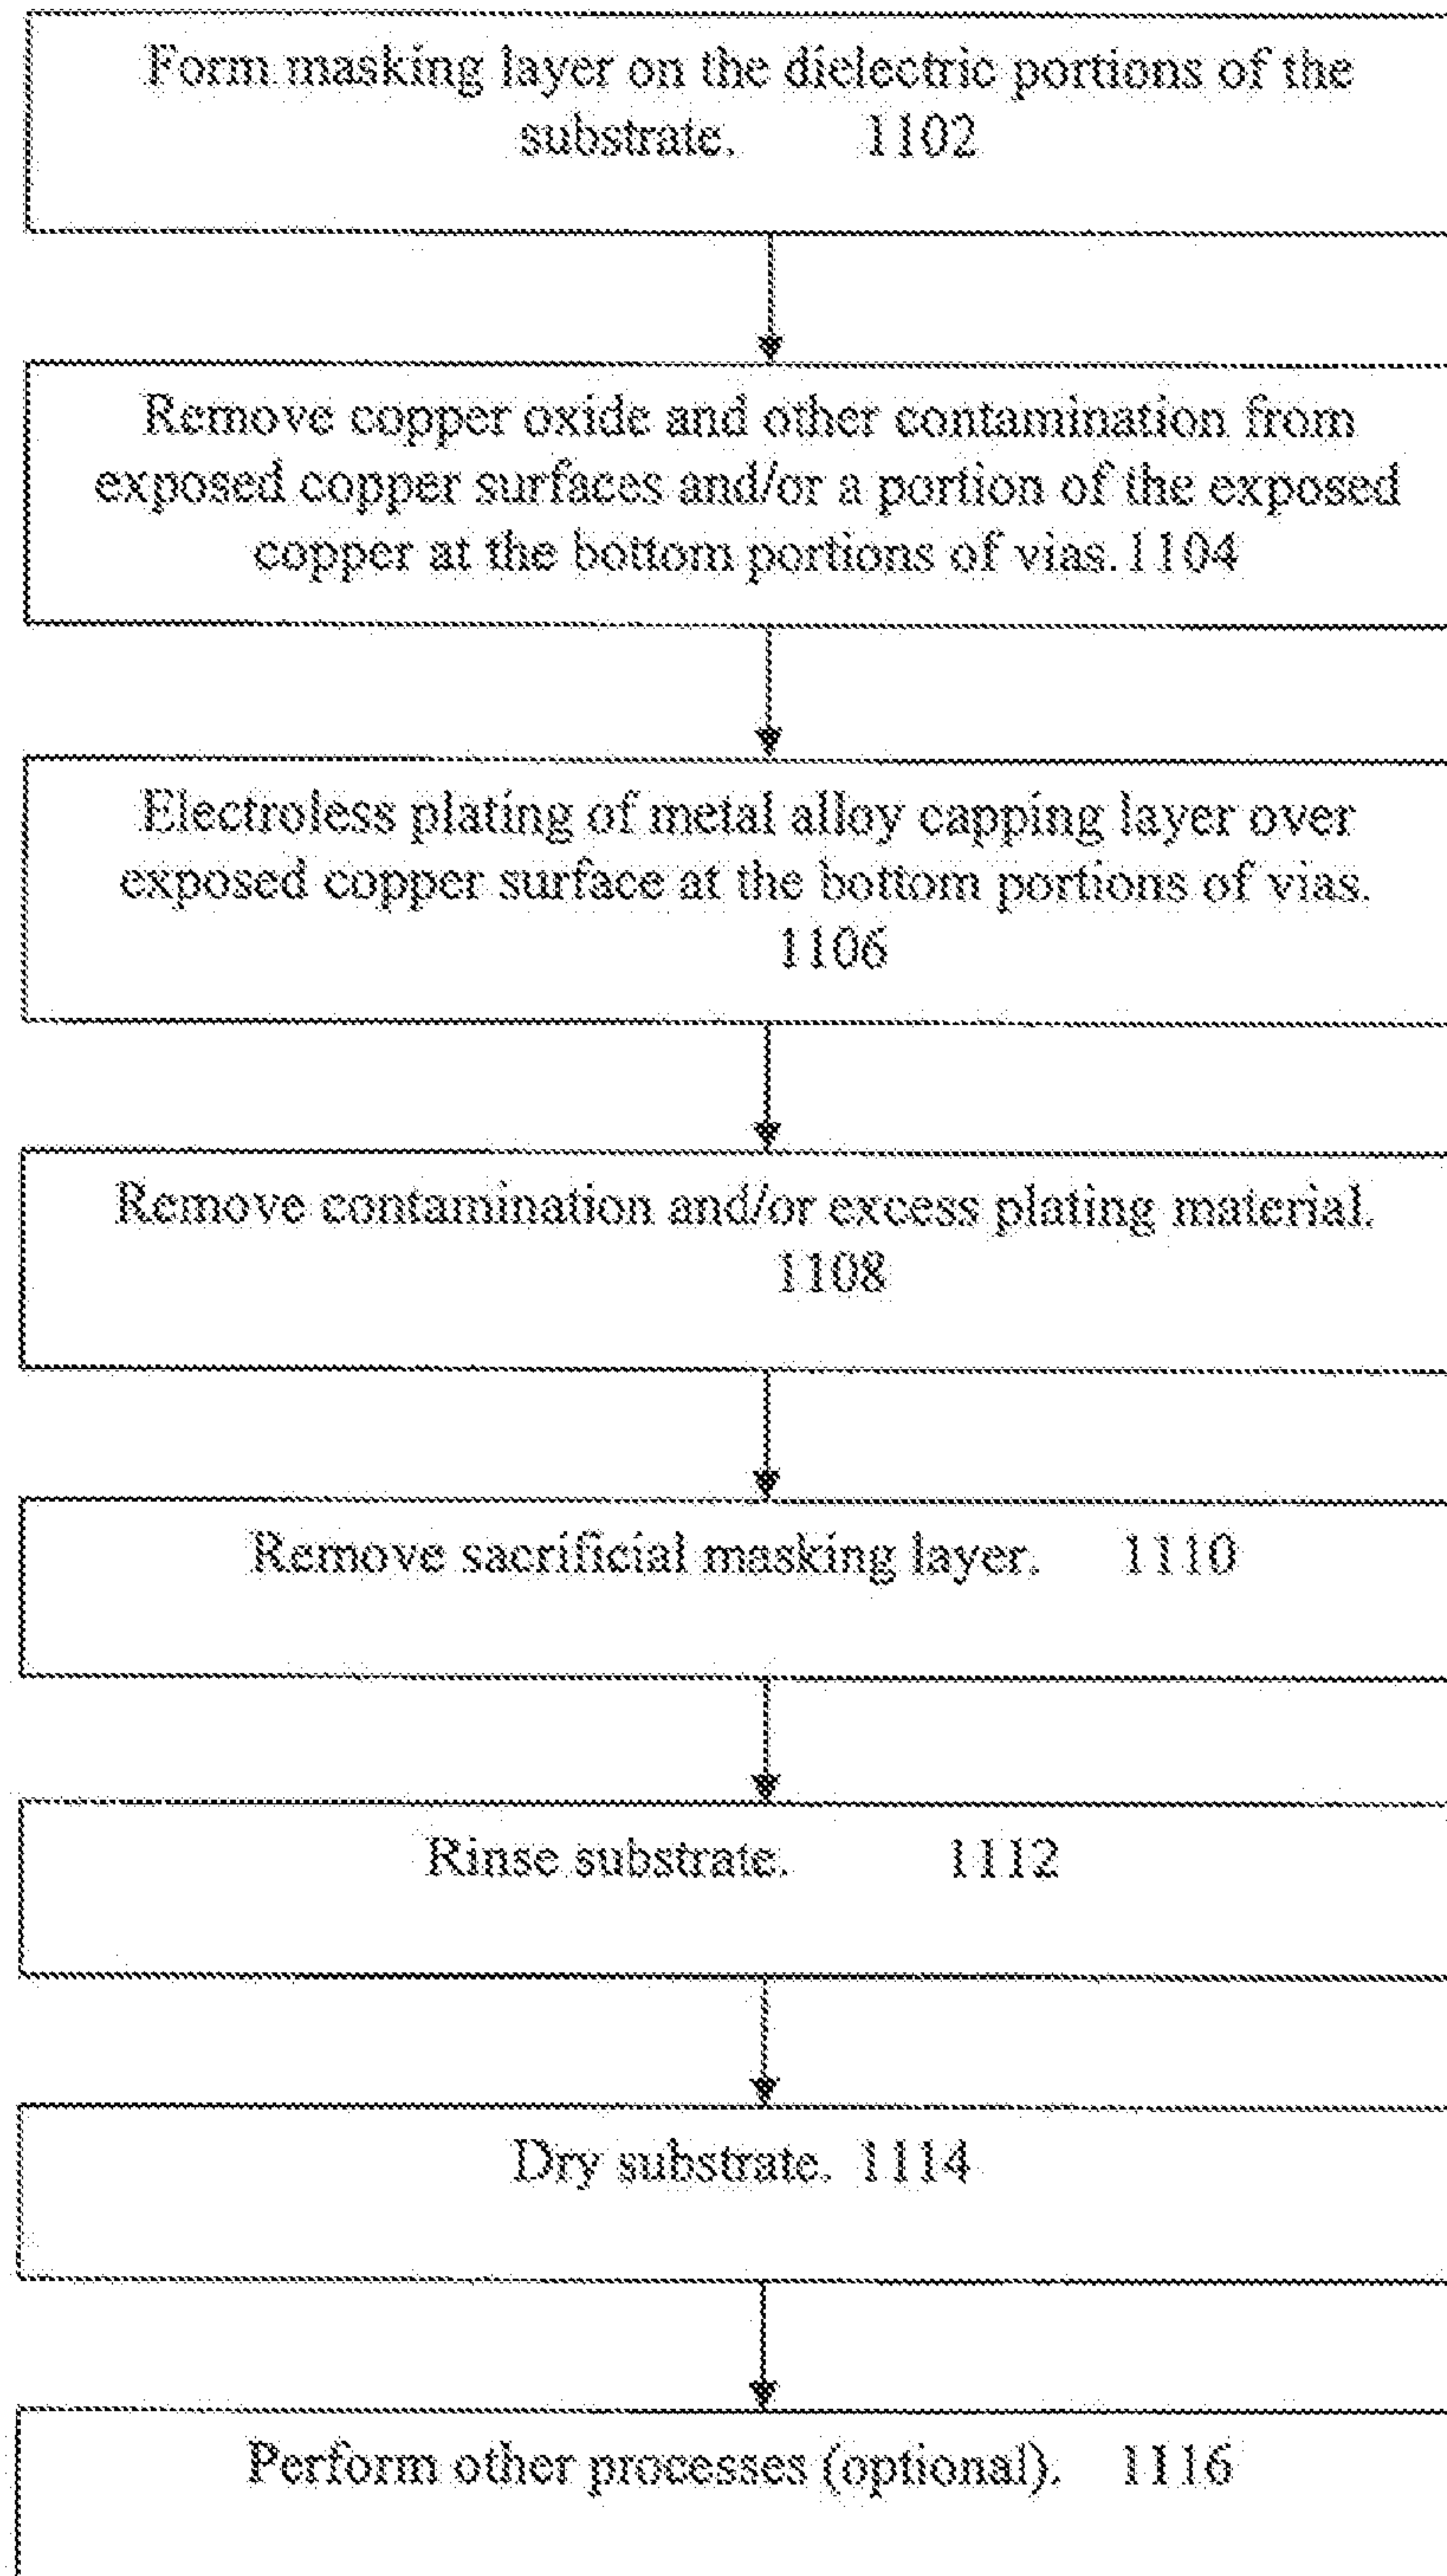 Form masking layer on the dielectric portions of the
substrate. 1102
Remove copper oxide and other contamination from
exposed copper surfaces and/or a portion of the exposed
copper at the bottom portions of vias. 1104
Electroless plating of metal alloy capping layer over
exposed copper surface at the bottom portions of vias.
1106
Remove contamination and/or excess plating material.
1108
Remove sacrificial masking layer. 1110
Rinse substrate. 1112
Dry substrate. 1114
Perform other processes (optional). 1116